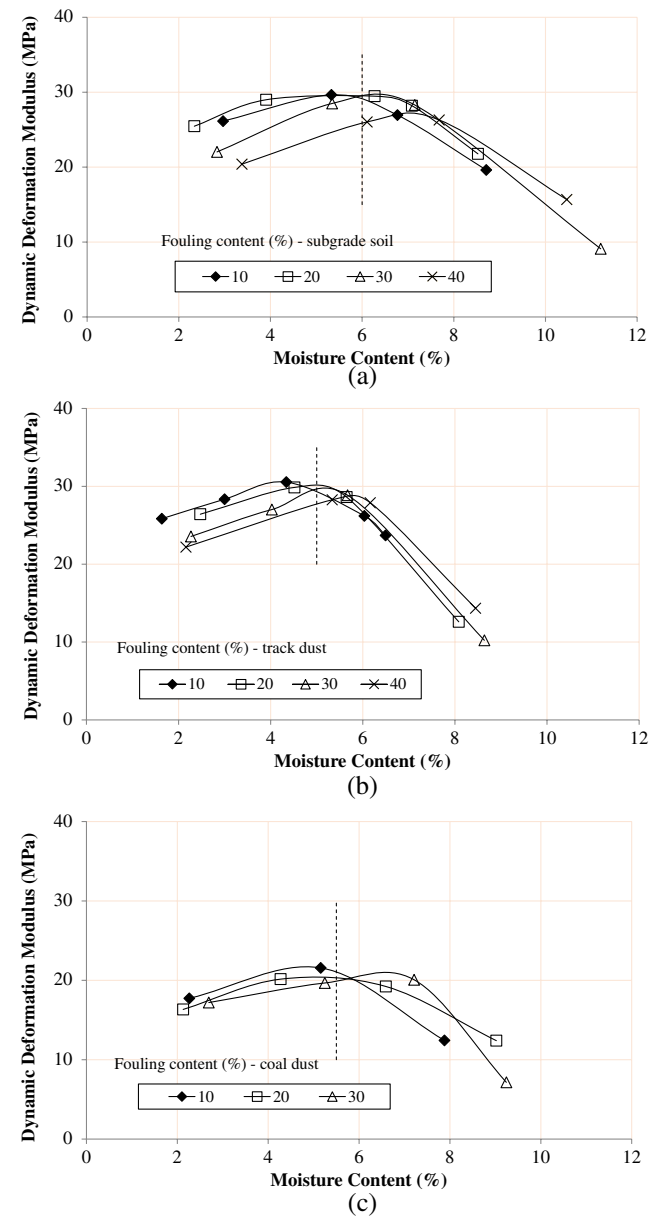 40
30
20
10
0
Dynamic Deformation Modulus (MPa)
Fouling content (%) - subgrade soil
10 20 30 40
0 2 4 6 8 10 12
Moisture Content (%)
(a)
40
30
20
10
0
Dynamic Deformation Modulus (MPa)
Fouling content (%) - track dust
10 20 30 40
0 2 4 6 8 10 12
Moisture Content (%)
(b)
40
30
20
10
0
Dynamic Deformation Modulus (MPa)
Fouling content (%) - coal dust
10 20 30
0 2 4 6 8 10 12
Moisture Content (%)
(c)